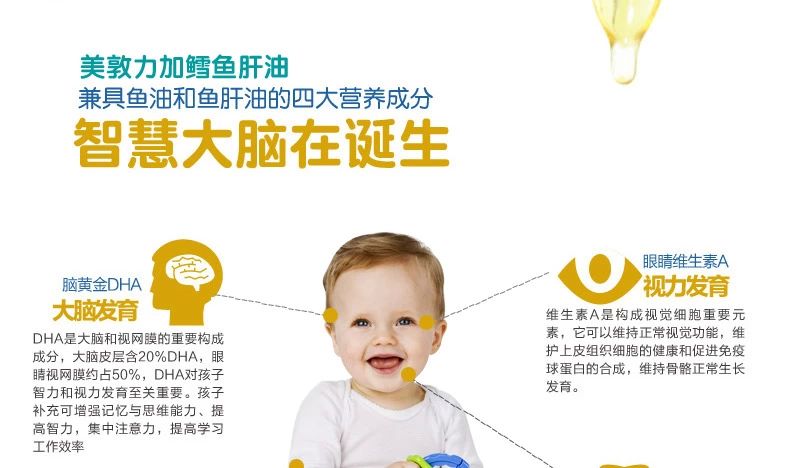 美敦力加鳕鱼肝油
兼具鱼油和鱼肝油的四大营养成分
智慧大脑在诞生
脑黄金DHA
大脑发育
DHA是大脑和视网膜的重要构成
成分，大脑皮层含20%DHA，眼
睛视网膜约占50%，DHA对孩子
智力和视力发育至关重要。孩子
补充可增强记忆与思维能力、提
高智力，集中注意力，提高学习
工作效率
眼睛维生素A
视力发育
维生素A是构成视觉细胞重要元
素，它可以维持正常视觉功能，维
护上皮组织细胞的健康和促进免疫
球蛋白的合成，维持骨骼正常生长
发育。